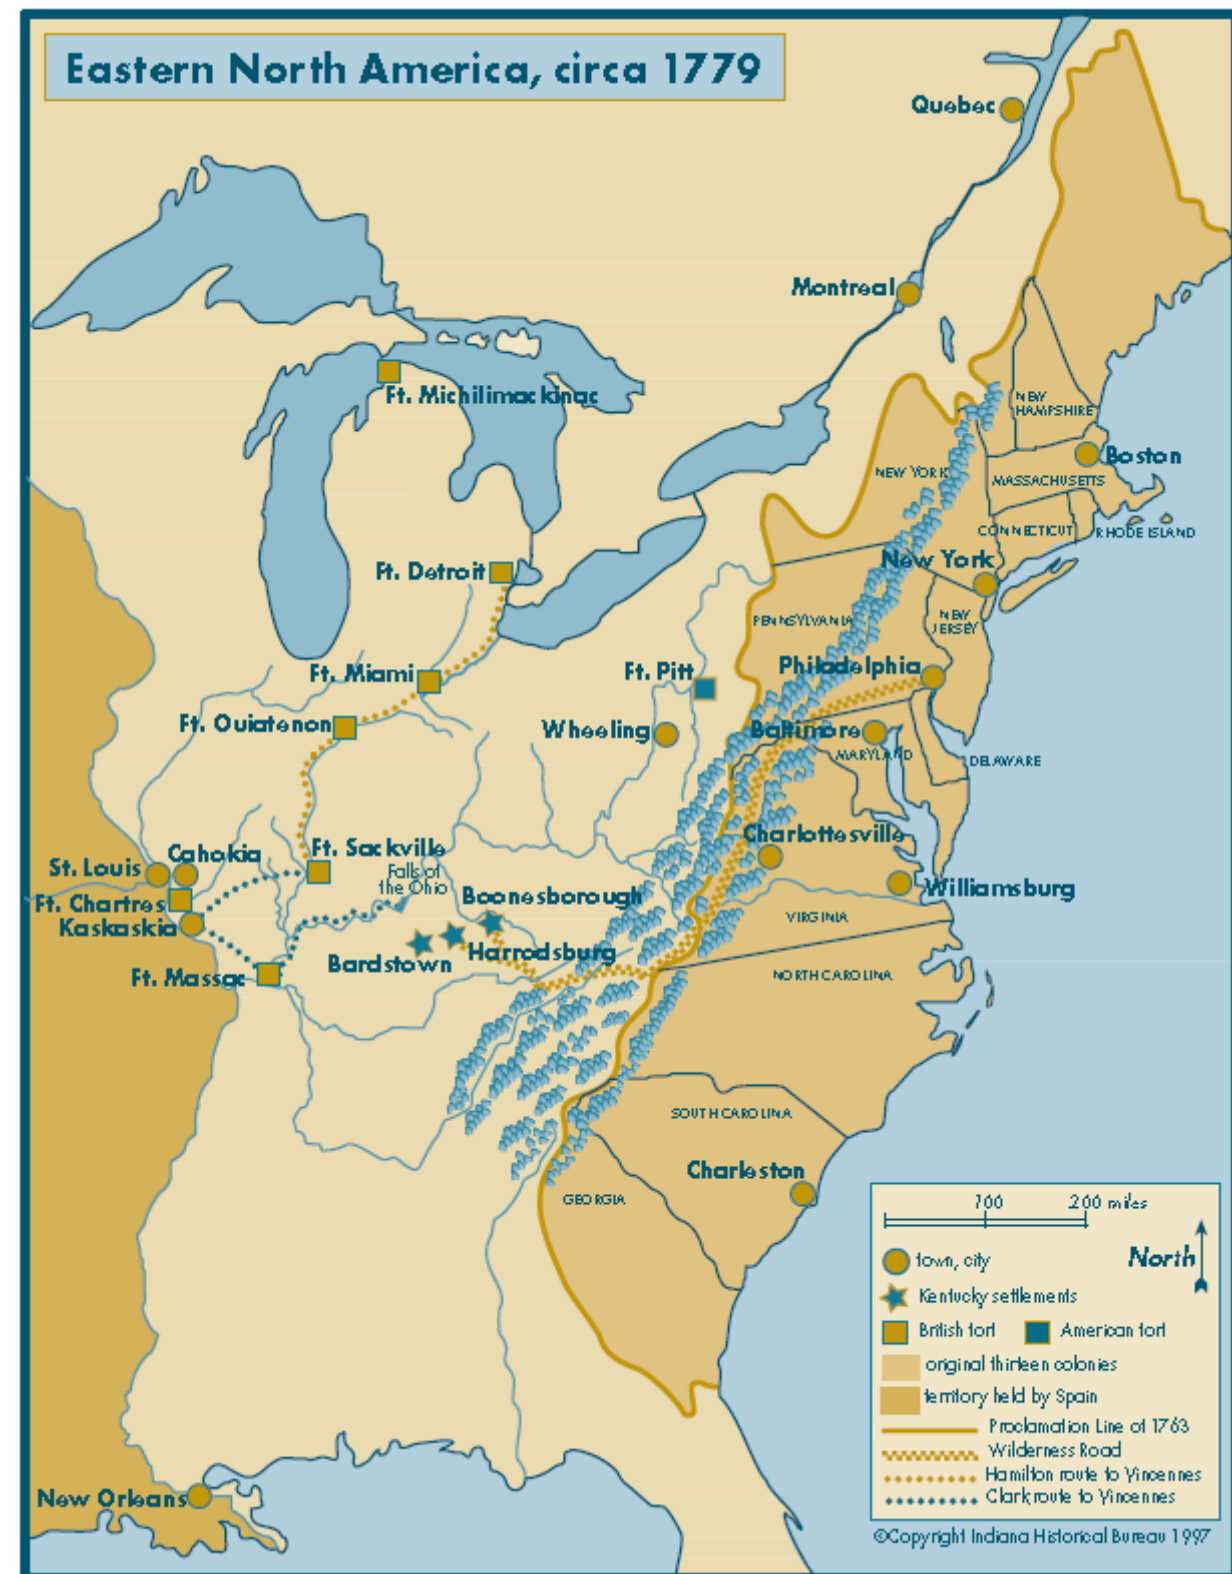 Eastern North America, circa 1779
Quebec
Montreal
Ft. Michilimackinac
NEW
HAMPSHIRE
Boston
NEW YORK
MASSACHUSETTS
CONNECTICUT
RHODE ISLAND
New York
Ft. Detroit
NEW
JERSEY
PENNSYLVANIA
Ft. Miami
Ft. Pitt
Philadelphia
Ft. Ouiatenon
Wheeling
Baltimore
MARYLAND
DELAWARE
Charlottesville
St. Louis
Cahokia
Ft. Sackville
Falls of
the Ohio
Williamsburg
Ft. Chartres
Boonesborough
Kaskaskia
VIRGINIA
Harrodsburg
Bardstown
Ft. Massac
NORTH CAROLINA
SOUTH CAROLINA
Charleston
GEORGIA
New Orleans
100 200 miles
North
town, city
Kentucky settlements
British fort American fort
original thirteen colonies
territory held by Spain
Proclamation Line of 1763
Wilderness Road
Hamilton route to Vincennes
Clark route to Vincennes
©Copyright Indiana Historical Bureau 1997